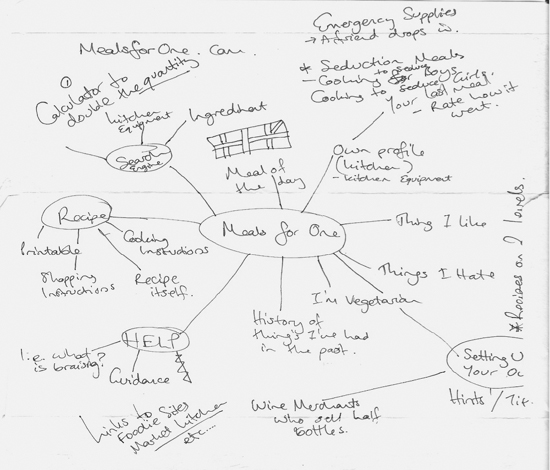 Mealsforone.com.
Emergency Supplies
→ A friend drops in.
* Seduction Meals
- Cooking to seduce Boys
Cooking to seduce Girls.
Your last meal
- Rate how it
went.
①
Calculator to
double the quantity
kitchen
Equipment
Ingredient
Search
Engine
Meal of
the day
Own profile
(kitchen)
- kitchen Equipment
Recipe
Printable
Cooking
Instructions
Shopping
Instructions
Recipe
itself.
Meals for One
Thing I like
Things I Hate
I'm Vegetarian
History of
thing's I've had
in the past.
* Recipes on 2 levels.
HELP
I.e. what
is braising?
Guidance
Links to
Foodie Sites
Market kitchen
etc...
Wine Merchants
who sell half
Bottles.
Setting U
Your O
Hints /